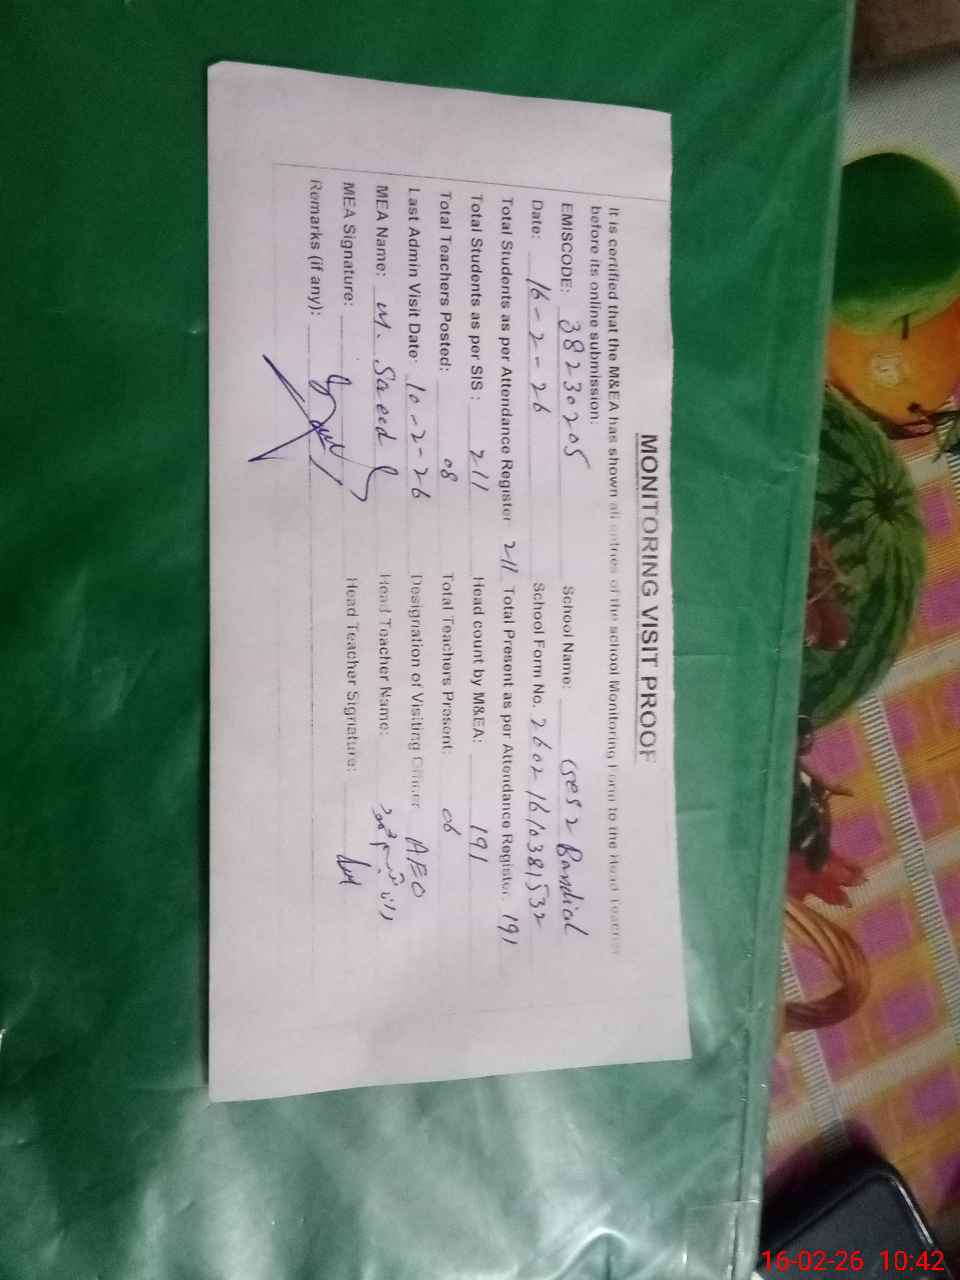 MONITORING VISIT PROOF
It is certified that the M&EA has shown all entries of the school Monitoring Form to the Head Teacher
before its online submission:
EMISCODE: 38230205 School Name: GES 2 Bandial
Date: 16-2-26 School Form No. 26021610381532
Total Students as per Attendance Register 211 Total Present as per Attendance Register 191
Total Students as per SIS: 211 Head count by M&EA: 191
Total Teachers Posted: 08 Total Teachers Present: 06
Last Admin Visit Date: 10-2-26 Designation of Visiting Officer AEO
MEA Name: M. Saeed Head Teacher Name:
MEA Signature: Head Teacher Signature:
Remarks (if any):
16-02-26 10:42